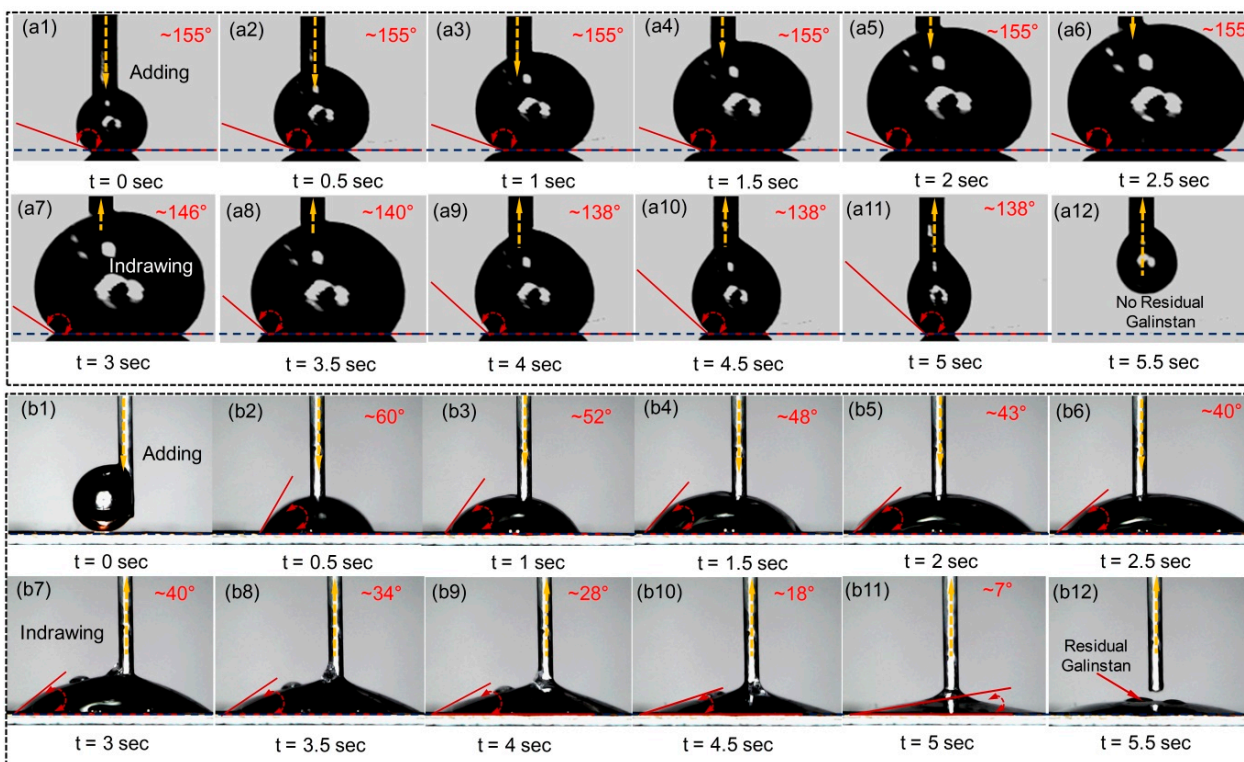 (a1) ~155° (a2) ~155° (a3) ~155° (a4) ~155° (a5) ~155° (a6) ~155°
Adding
t = 0 sec t = 0.5 sec t = 1 sec t = 1.5 sec t = 2 sec t = 2.5 sec
(a7) ~146° (a8) ~140° (a9) ~138° (a10) ~138° (a11) ~138° (a12)
Indrawing
No Residual
Galinstan
t = 3 sec t = 3.5 sec t = 4 sec t = 4.5 sec t = 5 sec t = 5.5 sec
(b1) (b2) ~60° (b3) ~52° (b4) ~48° (b5) ~43° (b6) ~40°
Adding
t = 0 sec t = 0.5 sec t = 1 sec t = 1.5 sec t = 2 sec t = 2.5 sec
(b7) ~40° (b8) ~34° (b9) ~28° (b10) ~18° (b11) ~7° (b12)
Indrawing
Residual
Galinstan
t = 3 sec t = 3.5 sec t = 4 sec t = 4.5 sec t = 5 sec t = 5.5 sec